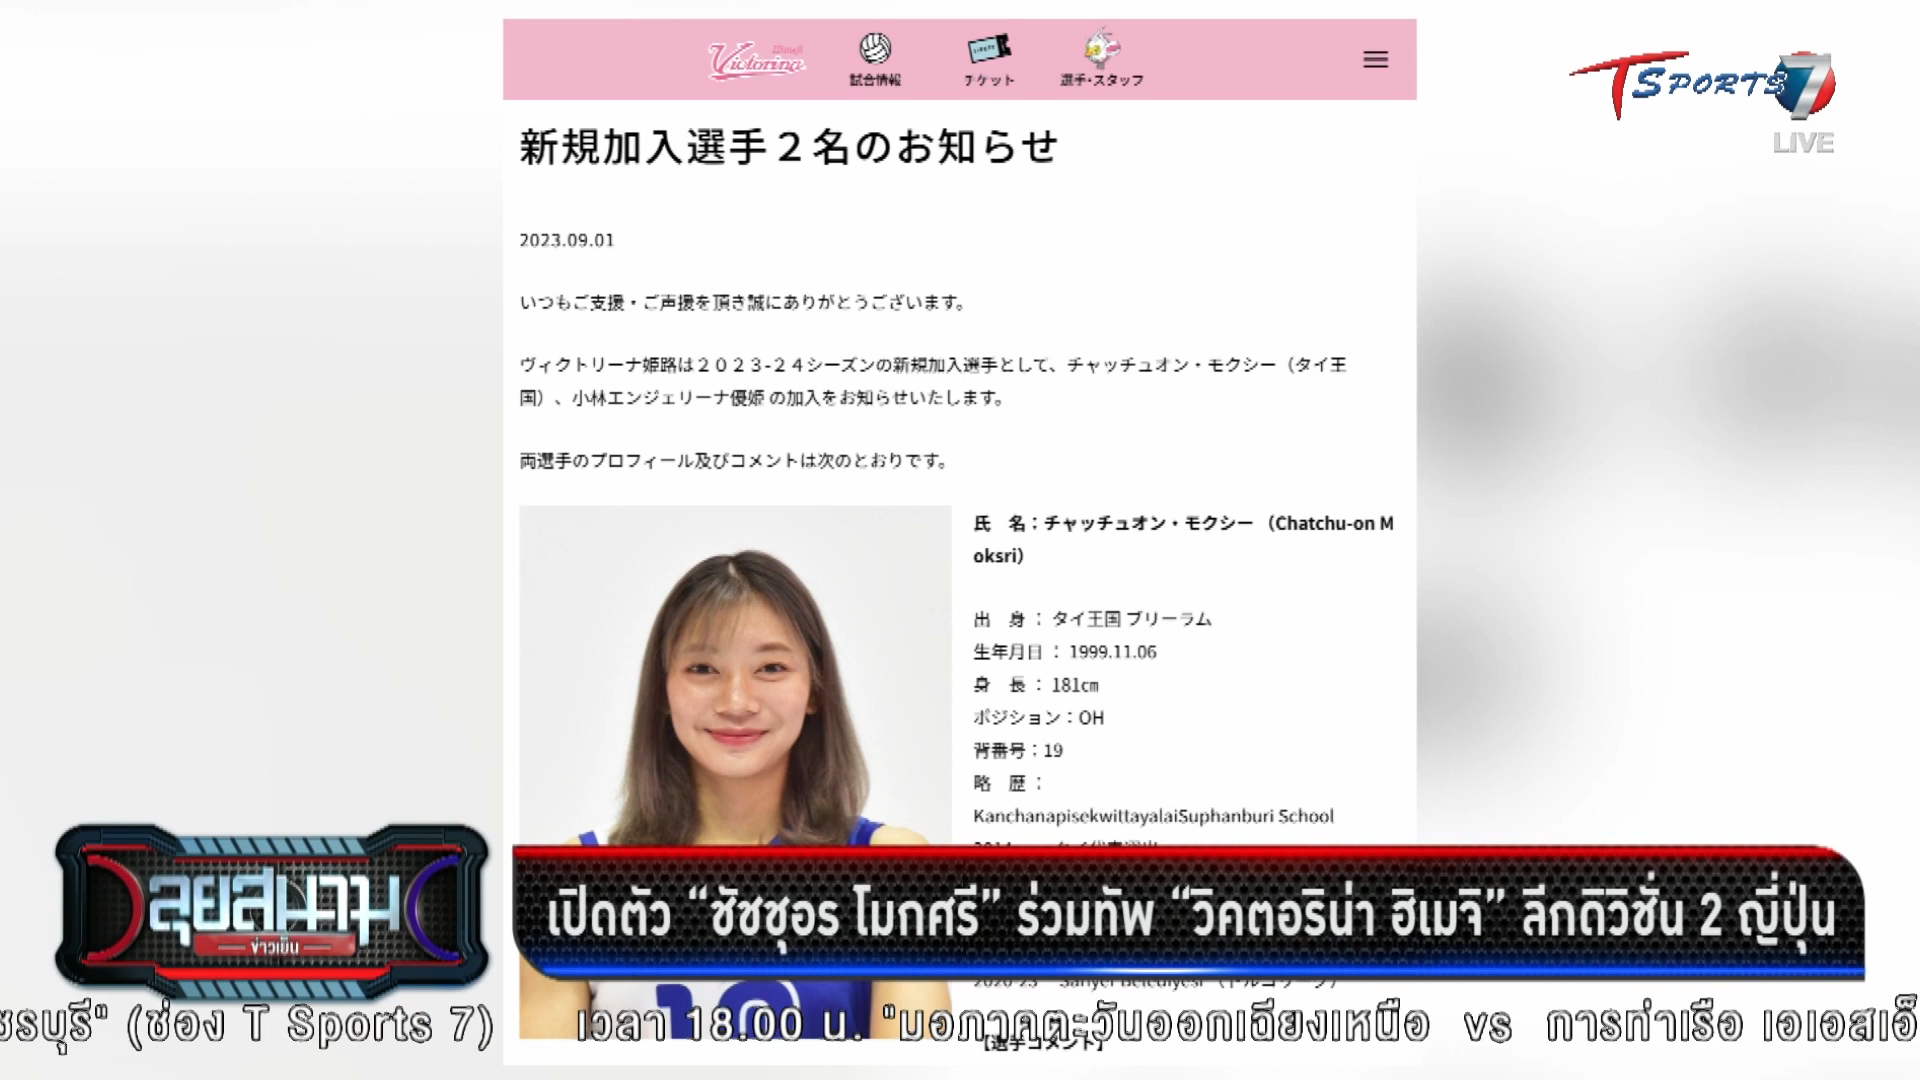 Victorina
試合情報
チケット
選手・スタッフ
T SPORTS 7
LIVE
新規加入選手２名のお知らせ
2023.09.01
いつもご支援・ご声援を頂き誠にありがとうございます。
ヴィクトリーナ姫路は２０２３-２４シーズンの新規加入選手として、チャッチュオン・モクシー（タイ王
国）、小林エンジェリーナ優姫 の加入をお知らせいたします。
両選手のプロフィール及びコメントは次のとおりです。
氏　名：チャッチュオン・モクシー （Chatchu-on M
oksri）
出　身 ： タイ王国 ブリーラム
生年月日 ： 1999.11.06
身　長 ： 181㎝
ポジション：OH
背番号：19
略　歴 ：
KanchanapisekwittayalaiSuphanburi School
ลุยสนาม
ข่าวเย็น
เปิดตัว “ชัชชุอร โมกศรี” ร่วมทัพ “วิคตอริน่า ฮิเมจิ” ลีกดิวิชั่น 2 ญี่ปุ่น
【選手コメント】
ชรบุรี" (ช่อง T Sports 7) เวลา 18.00 น. "มอภาคตะวันออกเฉียงเหนือ vs การท่าเรือ เอเอสเอ็